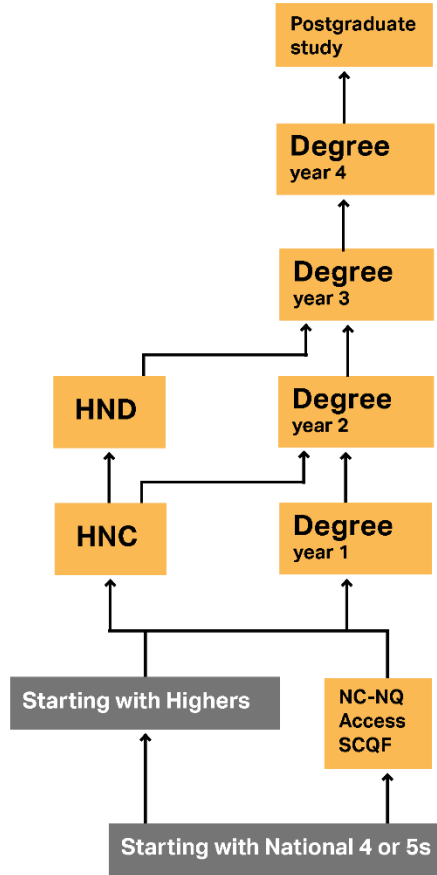 Postgraduate
study
Degree
year 4
Degree
year 3
HND
Degree
year 2
HNC
Degree
year 1
Starting with Highers
NC-NQ
Access
SCQF
Starting with National 4 or 5s